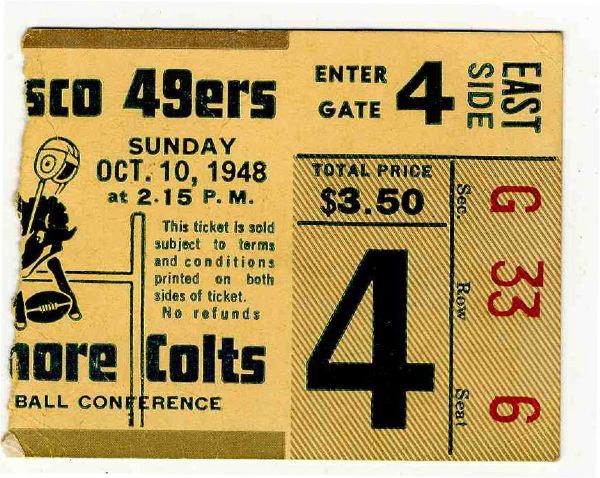 sco 49ers
SUNDAY
OCT. 10, 1948
at 2.15 P. M.
This ticket is sold
subject to terms
and conditions
printed on both
sides of ticket.
No refunds
more Colts
BALL CONFERENCE
ENTER
GATE 4
EAST
SIDE
TOTAL PRICE
$3.50
4
Sec. G
Row 33
Seat 6